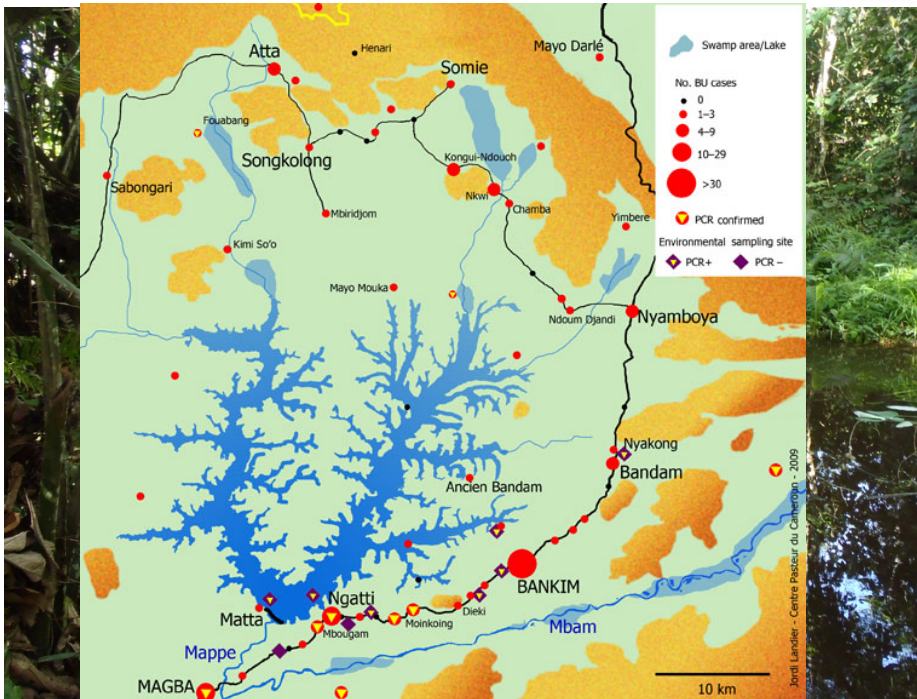 Henari
Atta
Mayo Darlé
Somie
Fouabang
Songkolong
Kongui-Ndouoh
Sabongari
Nkwi
Chamba
Mbiridjom
Yimbere
Kimi So'o
Mayo Mouka
Ndoum Djandi
Nyamboya
Nyakong
Bandam
Ancien Bandam
BANKIM
Dieki
Ngatti
Matta
Moinkoing
Mbougam
Mbam
Mappe
MAGBA
10 km
Swamp area/Lake
No. BU cases
0
1–3
4–9
10–29
>30
PCR confirmed
Environmental sampling site
PCR+ PCR –
Jordi Landier - Centre Pasteur du Cameroun - 2009